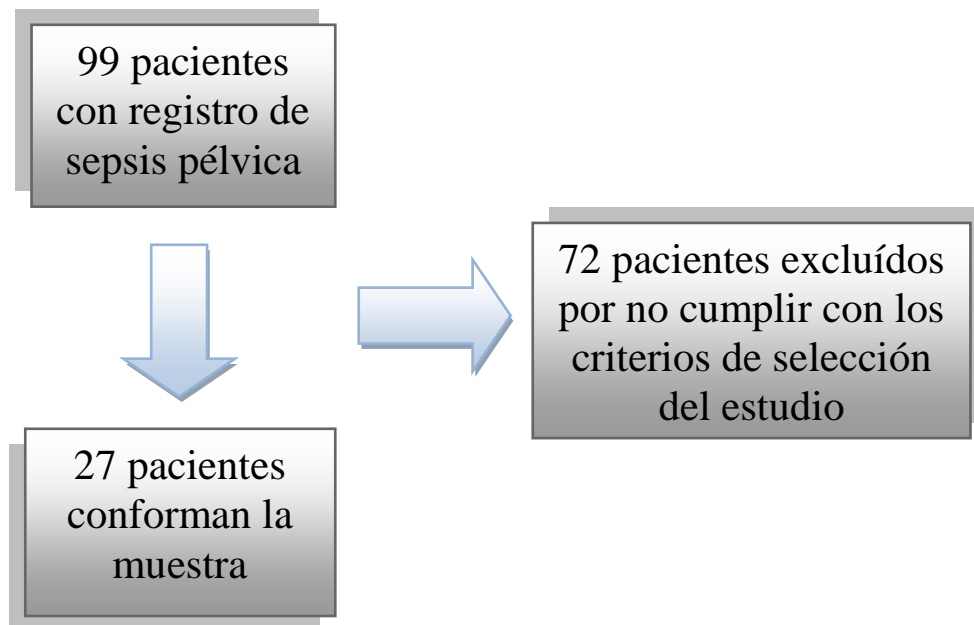 99 pacientes
con registro de
sepsis pélvica
72 pacientes excluídos
por no cumplir con los
criterios de selección
del estudio
27 pacientes
conforman la
muestra